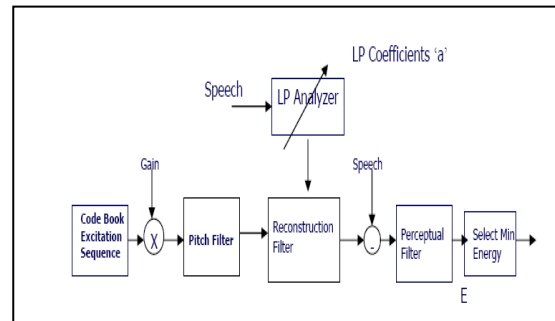 LP Coefficients ‘a’
Speech
LP Analyzer
Gain
Speech
Code Book
Excitation
Sequence
X
Pitch Filter
Reconstruction
Filter
-
Perceptual
Filter
Select Min
Energy
E